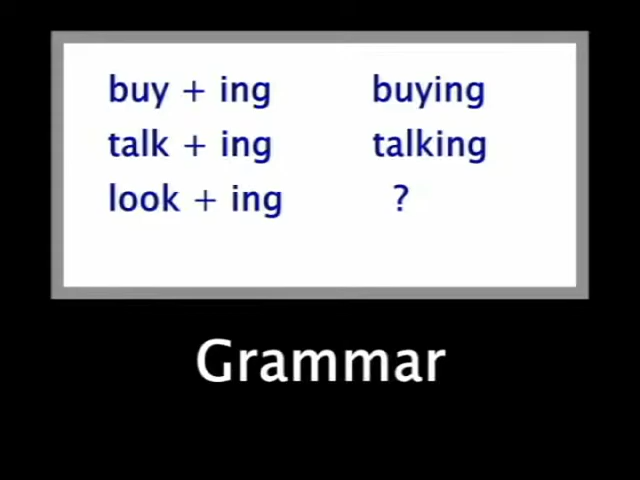 buy + ing buying
talk + ing talking
look + ing ?
Grammar